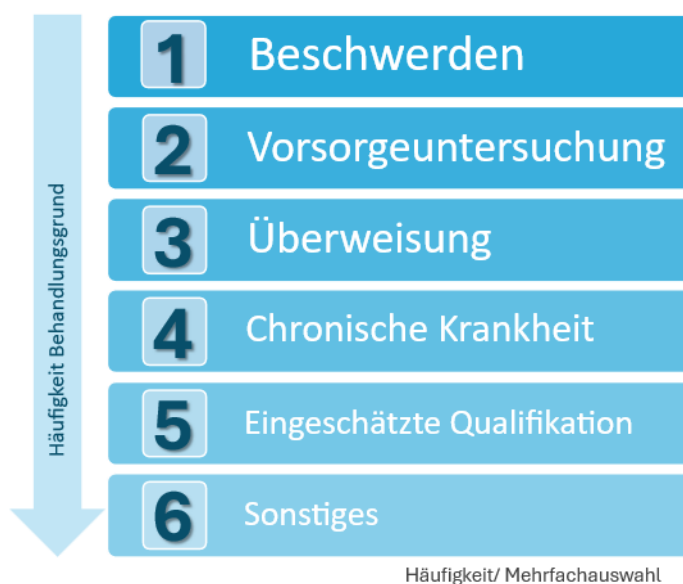 Häufigkeit Behandlungsgrund
1 Beschwerden
2 Vorsorgeuntersuchung
3 Überweisung
4 Chronische Krankheit
5 Eingeschätzte Qualifikation
6 Sonstiges
Häufigkeit/ Mehrfachauswahl